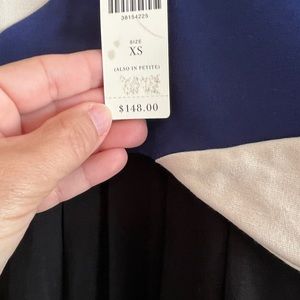 38154225
SIZE
XS
(ALSO IN PETITE)
$148.00